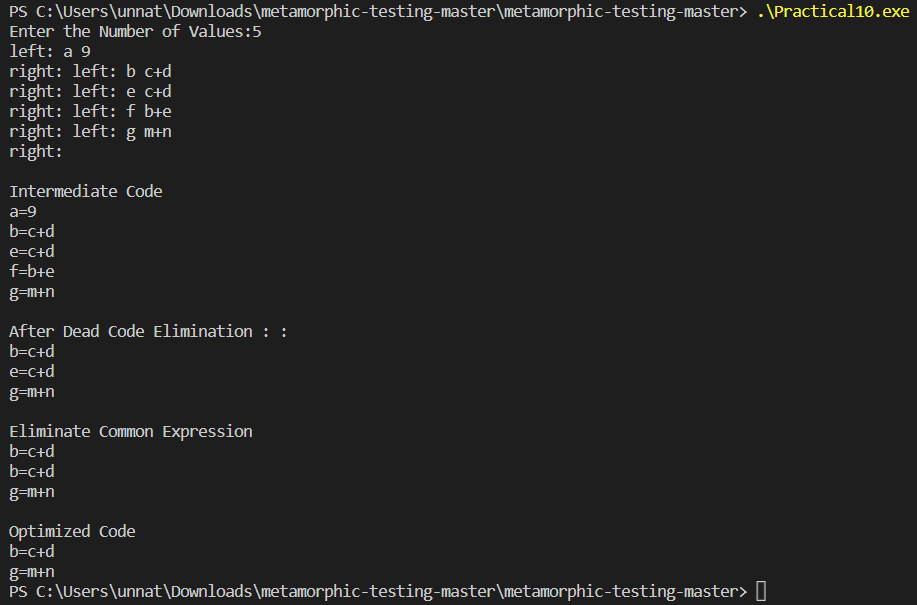 PS C:\Users\unnat\Downloads\metamorphic-testing-master\metamorphic-testing-master> .\Practical10.exe
Enter the Number of Values:5
left: a 9
right: left: b c+d
right: left: e c+d
right: left: f b+e
right: left: g m+n
right:
Intermediate Code
a=9
b=c+d
e=c+d
f=b+e
g=m+n
After Dead Code Elimination : :
b=c+d
e=c+d
g=m+n
Eliminate Common Expression
b=c+d
b=c+d
g=m+n
Optimized Code
b=c+d
g=m+n
PS C:\Users\unnat\Downloads\metamorphic-testing-master\metamorphic-testing-master>